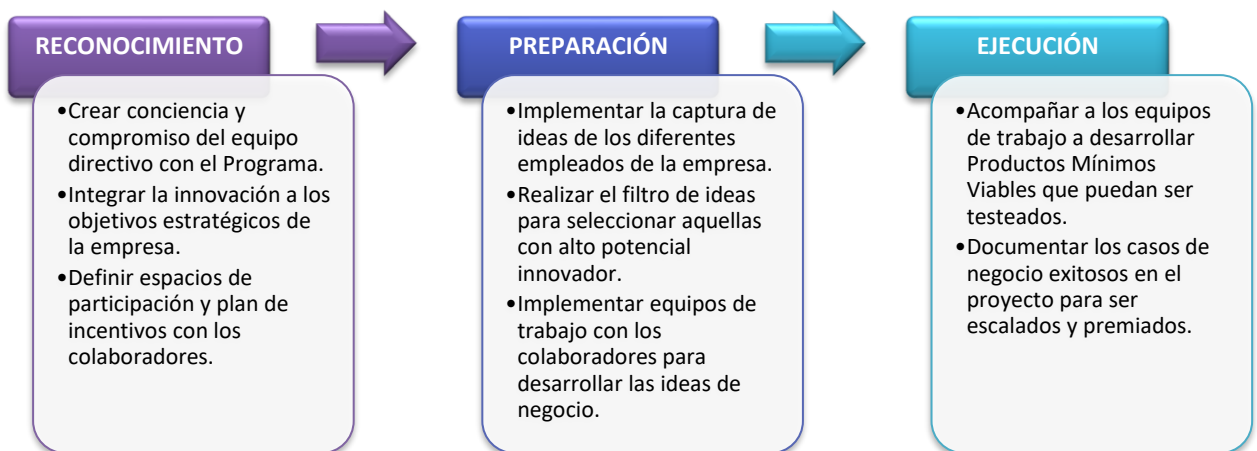 RECONOCIMIENTO
•Crear conciencia y
compromiso del equipo
directivo con el Programa.
•Integrar la innovación a los
objetivos estratégicos de
la empresa.
•Definir espacios de
participación y plan de
incentivos con los
colaboradores.
PREPARACIÓN
•Implementar la captura de
ideas de los diferentes
empleados de la empresa.
•Realizar el filtro de ideas
para seleccionar aquellas
con alto potencial
innovador.
•Implementar equipos de
trabajo con los
colaboradores para
desarrollar las ideas de
negocio.
EJECUCIÓN
•Acompañar a los equipos
de trabajo a desarrollar
Productos Mínimos
Viables que puedan ser
testeados.
•Documentar los casos de
negocio exitosos en el
proyecto para ser
escalados y premiados.